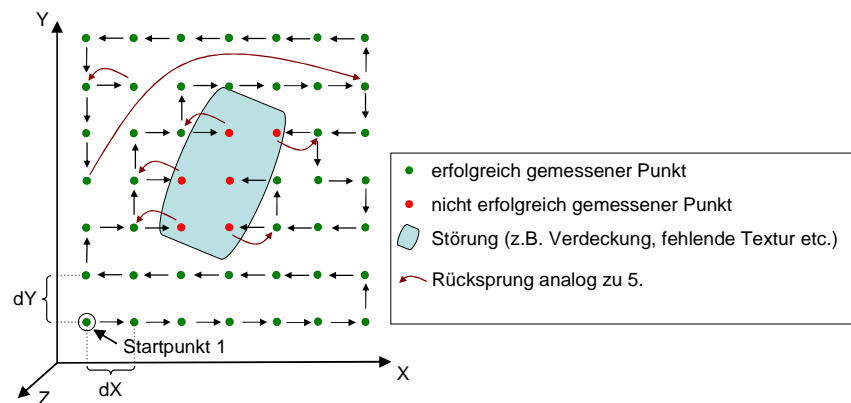 Y
erfolgreich gemessener Punkt
nicht erfolgreich gemessener Punkt
Störung (z.B. Verdeckung, fehlende Textur etc.)
Rücksprung analog zu 5.
dY
Startpunkt 1
X
dX
Z